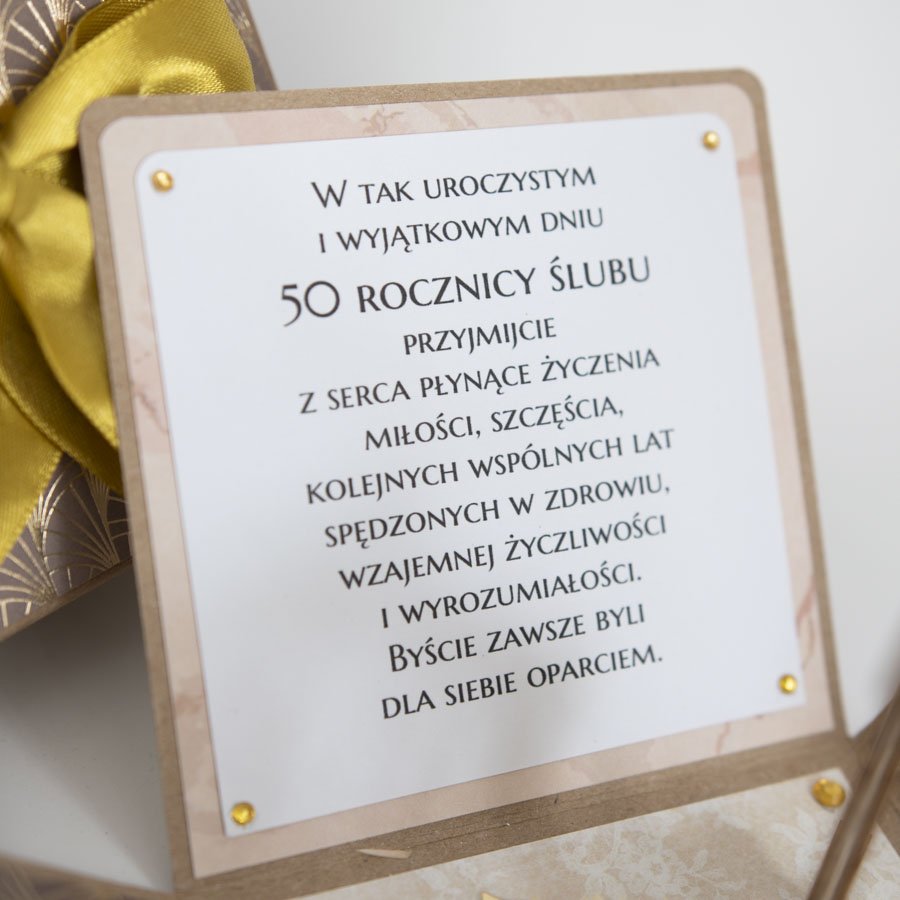 W TAK UROCZYSTYM
I WYJĄTKOWYM DNIU
50 ROCZNICY ŚLUBU
PRZYJMIJCIE
Z SERCA PŁYNĄCE ŻYCZENIA
MIŁOŚCI, SZCZĘŚCIA,
KOLEJNYCH WSPÓLNYCH LAT
SPĘDZONYCH W ZDROWIU,
WZAJEMNEJ ŻYCZLIWOŚCI
I WYROZUMIAŁOŚCI.
BYŚCIE ZAWSZE BYLI
DLA SIEBIE OPARCIEM.